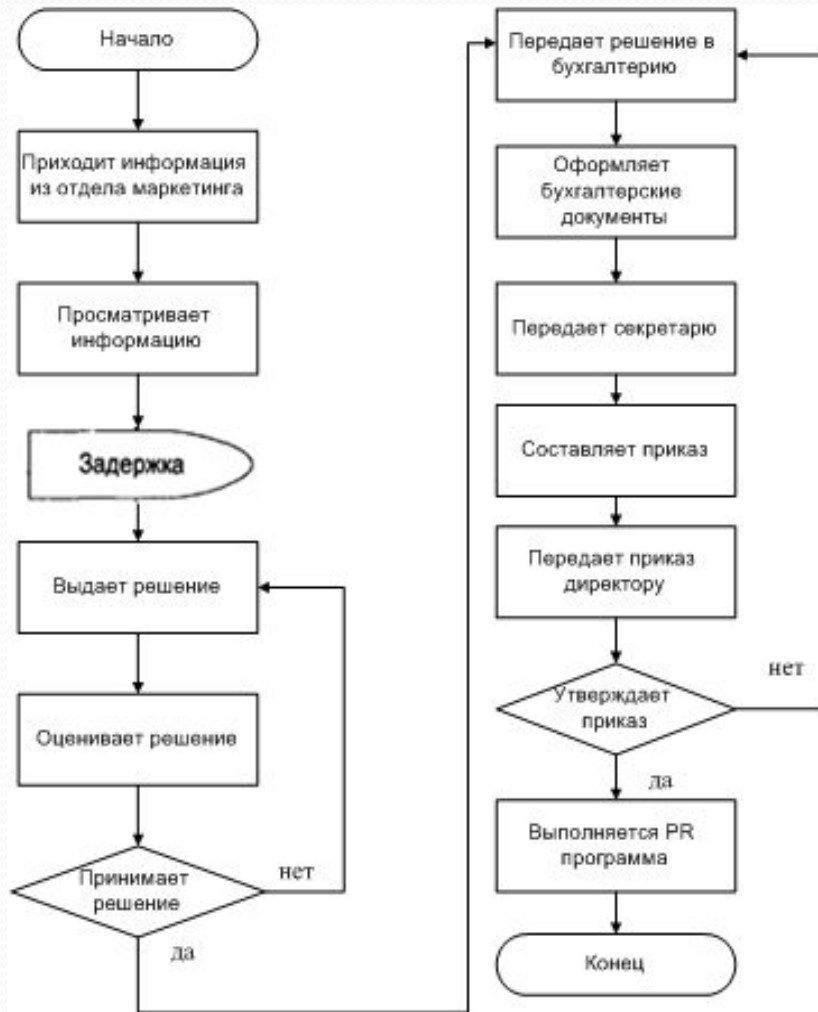 Начало
Приходит информация
из отдела маркетинга
Просматривает
информацию
Задержка
Выдает решение
Оценивает решение
Принимает
решение
нет
да
Передает решение в
бухгалтерию
Оформляет
бухгалтерские
документы
Передает секретарю
Составляет приказ
Передает приказ
директору
Утверждает
приказ
нет
да
Выполняется PR
программа
Конец